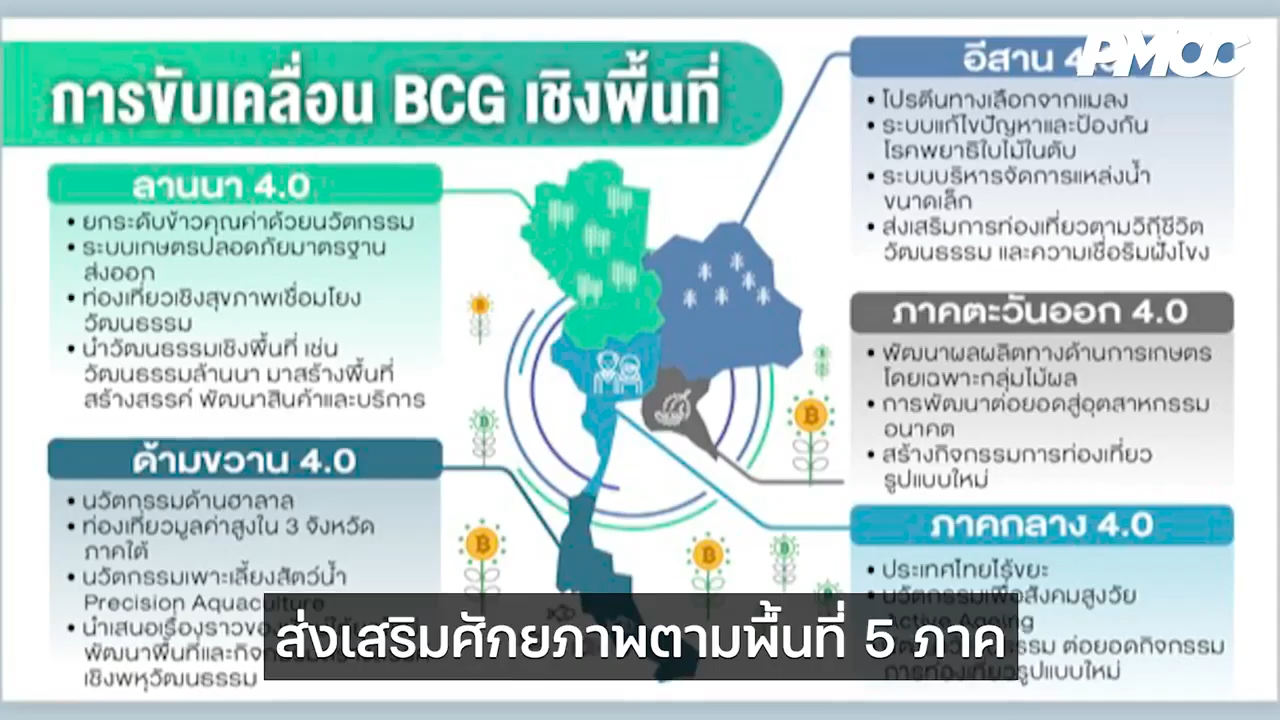 การขับเคลื่อน BCG เชิงพื้นที่
ลานนา 4.0
• ยกระดับข้าวคุณค่าด้วยนวัตกรรม
• ระบบเกษตรปลอดภัยมาตรฐาน
ส่งออก
• ท่องเที่ยวเชิงสุขภาพเชื่อมโยง
วัฒนธรรม
• นำวัฒนธรรมเชิงพื้นที่ เช่น
วัฒนธรรมล้านนา มาสร้างพื้นที่
สร้างสรรค์ พัฒนาสินค้าและบริการ
ด้ามขวาน 4.0
• นวัตกรรมด้านฮาลาล
• ท่องเที่ยวมูลค่าสูงใน 3 จังหวัด
ภาคใต้
• นวัตกรรมเพาะเลี้ยงสัตว์น้ำ
Precision Aquaculture
• นำเสนอเรื่องราวของ
พัฒนาพื้นที่และ
เชิงพหุวัฒนธรรม
PMOC
อีสาน 4
• โปรตีนทางเลือกจากแมลง
• ระบบแก้ไขปัญหาและป้องกัน
โรคพยาธิใบไม้ในตับ
• ระบบบริหารจัดการแหล่งน้ำ
ขนาดเล็ก
• ส่งเสริมการท่องเที่ยวตามวิถีชีวิต
วัฒนธรรม และความเชื่อริมฝั่งโขง
ภาคตะวันออก 4.0
• พัฒนาผลผลิตทางด้านการเกษตร
โดยเฉพาะกลุ่มไม้ผล
• การพัฒนาต่อยอดสู่อุตสาหกรรม
อนาคต
• สร้างกิจกรรมการท่องเที่ยว
รูปแบบใหม่
ภาคกลาง 4.0
• ประเทศไทยไร้ขยะ
• นวัตกรรมเพื่อสังคมสูงวัย
Active Ageing
ต่อยอดกิจกรรม
การท่องเที่ยวรูปแบบใหม่
ส่งเสริมศักยภาพตามพื้นที่ 5 ภาค